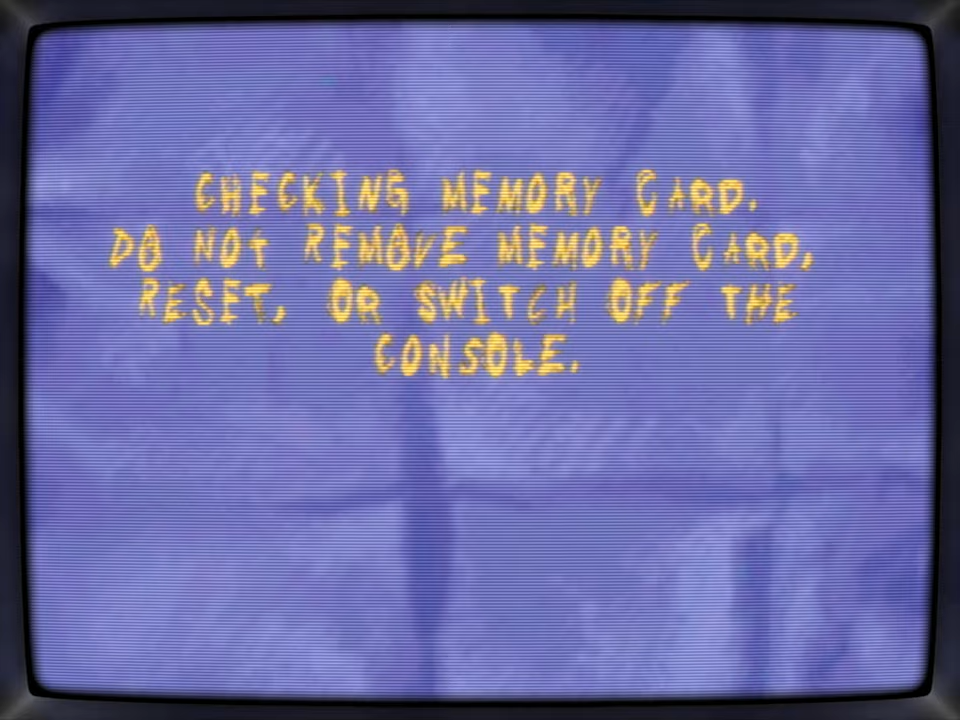 CHECKING MEMORY CARD.
DO NOT REMOVE MEMORY CARD,
RESET, OR SWITCH OFF THE
CONSOLE.